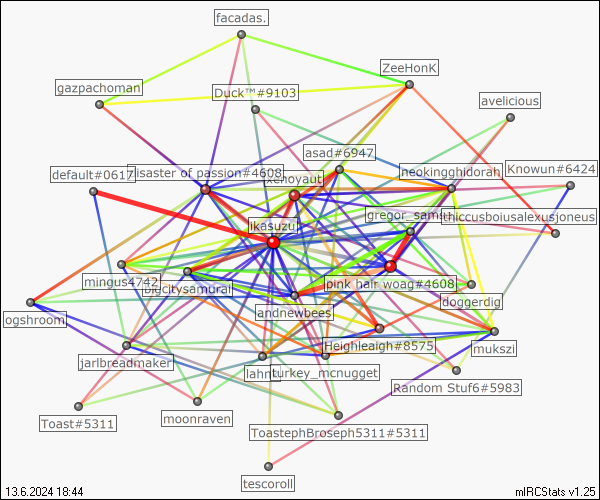 facadas.
ZeeHonK
gazpachoman
Duck™#9103
avelicious
asad#6947
default#0617
Disaster of passion#4608
neokingghidorah
Knowun#6424
xenoyaut
gregor_samsa
thiccusboiusalexusjoneus
ikasuzu
mingus4742
bigcitysamurai
pink hair woag#4608
doggerdig
ogshroom
andnewbees
Heighleaigh#8575
mukszi
jarlbreadmaker
lahn
turkey_mcnugget
Random Stuf6#5983
Toast#5311
moonraven
ToastephBroseph5311#5311
tescoroll
13.6.2024 18:44
mIRCStats v1.25